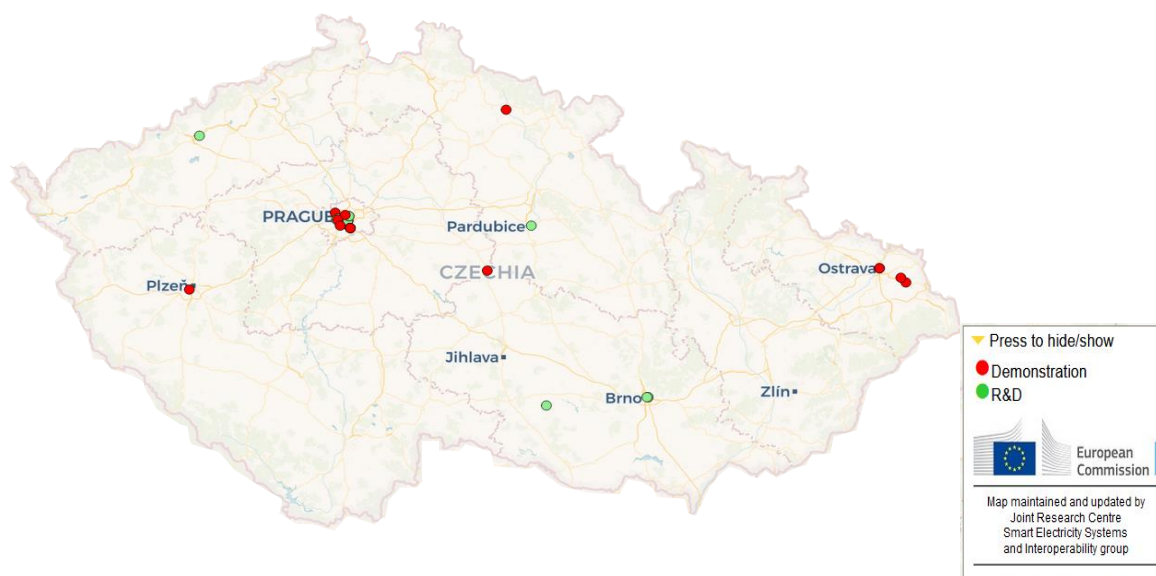 PRAGUE
Pardubice
CZECHIA
Ostrava
Plzeň
Jihlava
Brno
Zlín
Press to hide/show
Demonstration
R&D
European
Commission
Map maintained and updated by
Joint Research Centre
Smart Electricity Systems
and Interoperability group